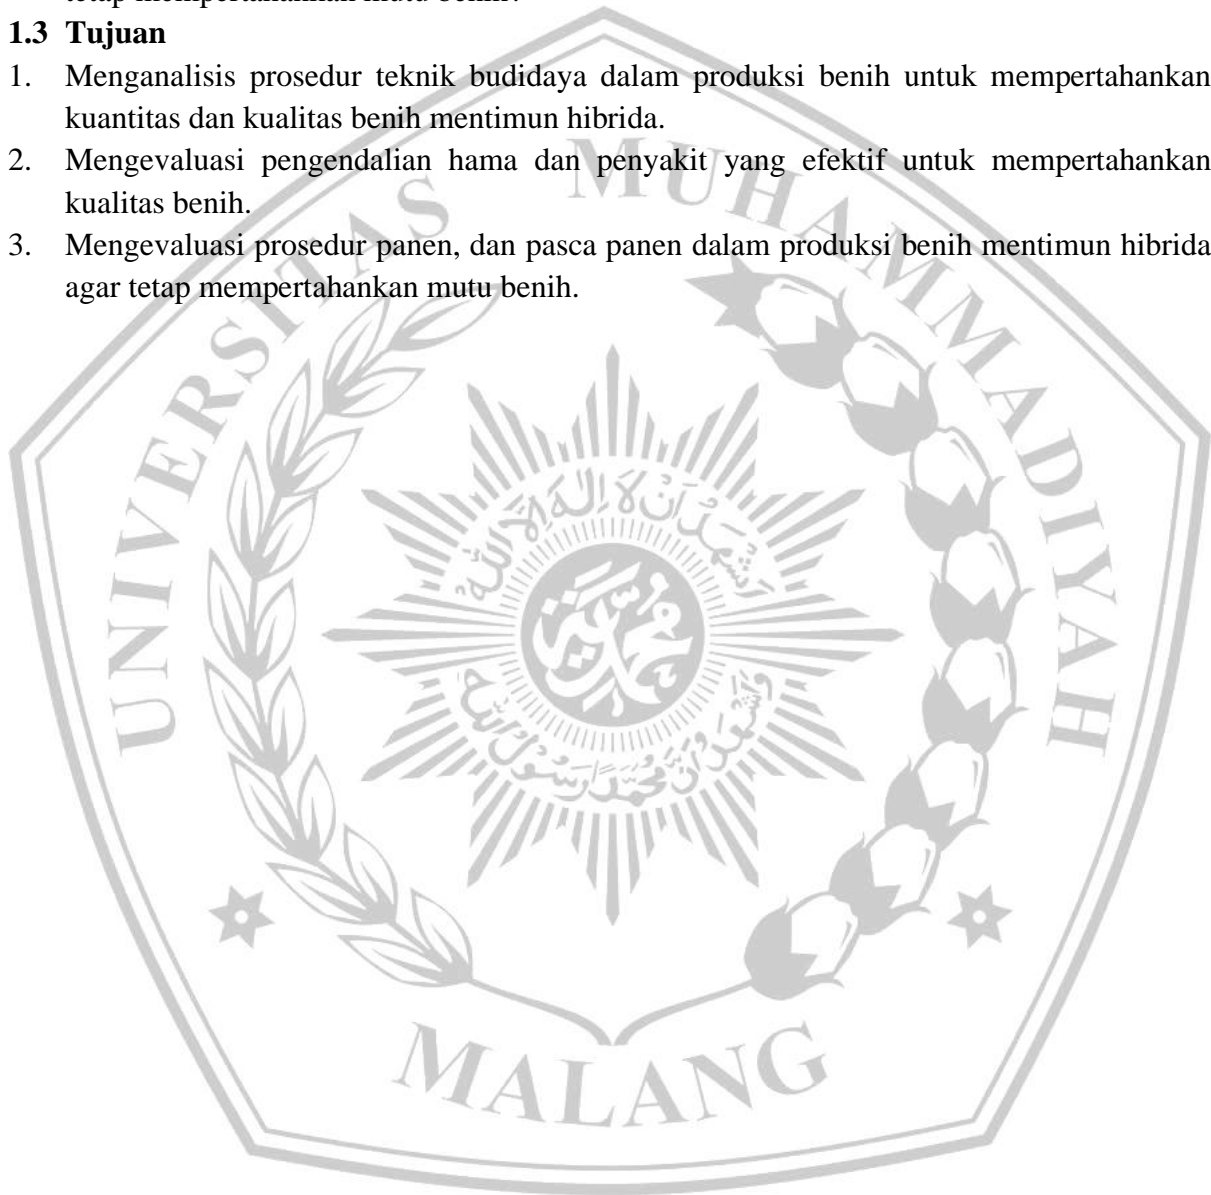 tetap mempertahankan mutu benih?
1.3 Tujuan
1. Menganalisis prosedur teknik budidaya dalam produksi benih untuk mempertahankan
kuantitas dan kualitas benih mentimun hibrida.
2. Mengevaluasi pengendalian hama dan penyakit yang efektif untuk mempertahankan
kualitas benih.
3. Mengevaluasi prosedur panen, dan pasca panen dalam produksi benih mentimun hibrida
agar tetap mempertahankan mutu benih.
UNIVERSITAS MUHAMMADIYAH
MALANG